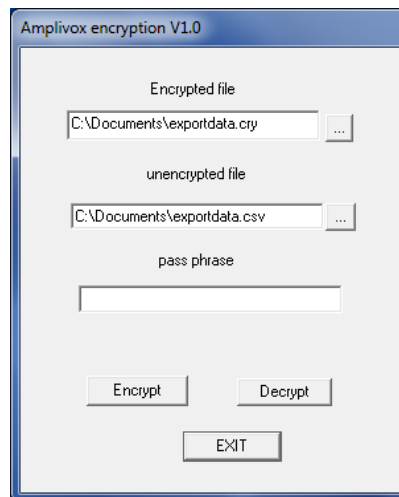 Amplivox encryption V1.0
Encrypted file
C:\Documents\exportdata.cry
...
unencrypted file
C:\Documents\exportdata.csv
...
pass phrase
Encrypt
Decrypt
EXIT